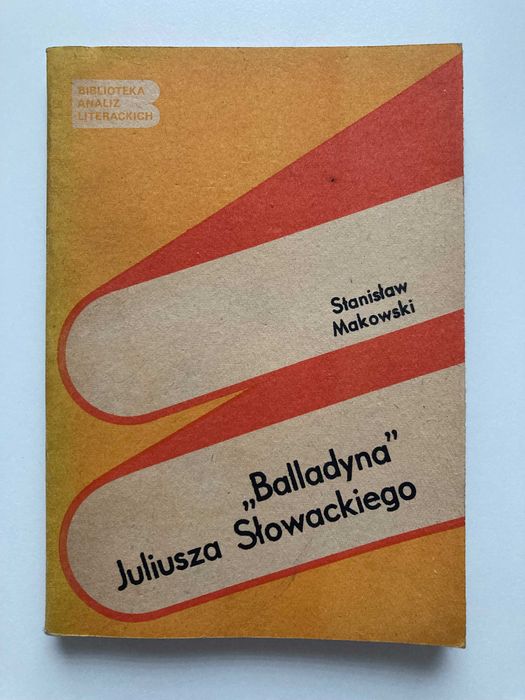 BIBLIOTEKA
ANALIZ
LITERACKICH
Stanisław
Makowski
„Balladyna”
Juliusza Słowackiego